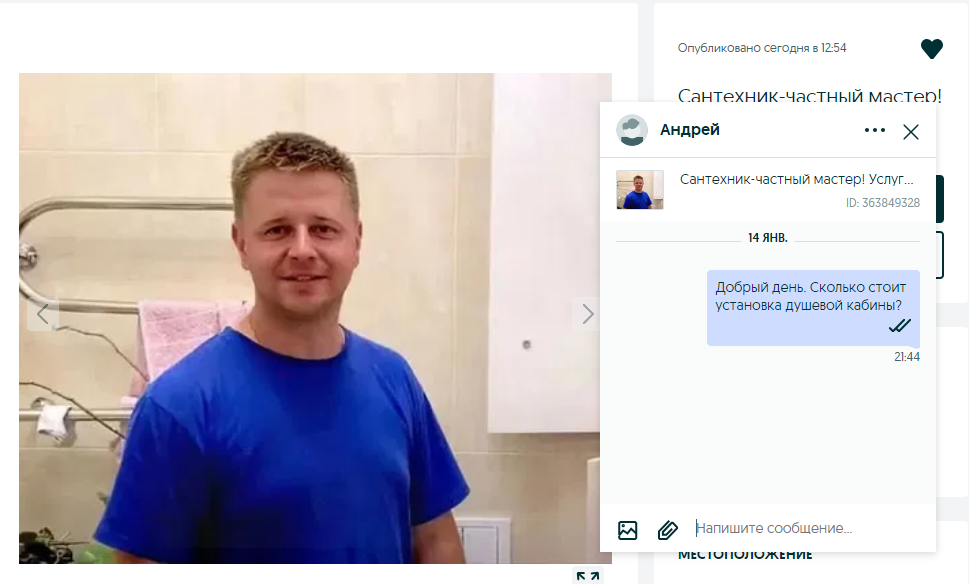 Опубликовано сегодня в 12:54
Сантехник-частный мастер!
Андрей
Сантехник-частный мастер! Услуг...
ID: 363849328
14 ЯНВ.
Добрый день. Сколько стоит
установка душевой кабины?
21:44
Напишите сообщение...
МЕСТОПОЛОЖЕНИЕ